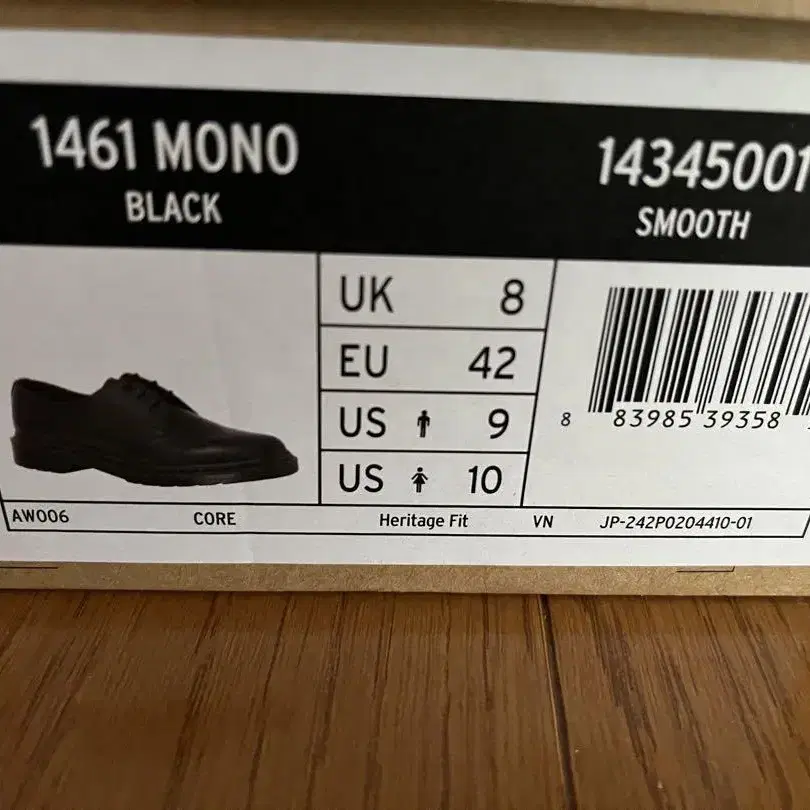 1461 MONO
BLACK
14345001
SMOOTH
UK 8
EU 42
US 9
US 10
8 83985 39358
AW006 CORE Heritage Fit VN JP-242P0204410-01